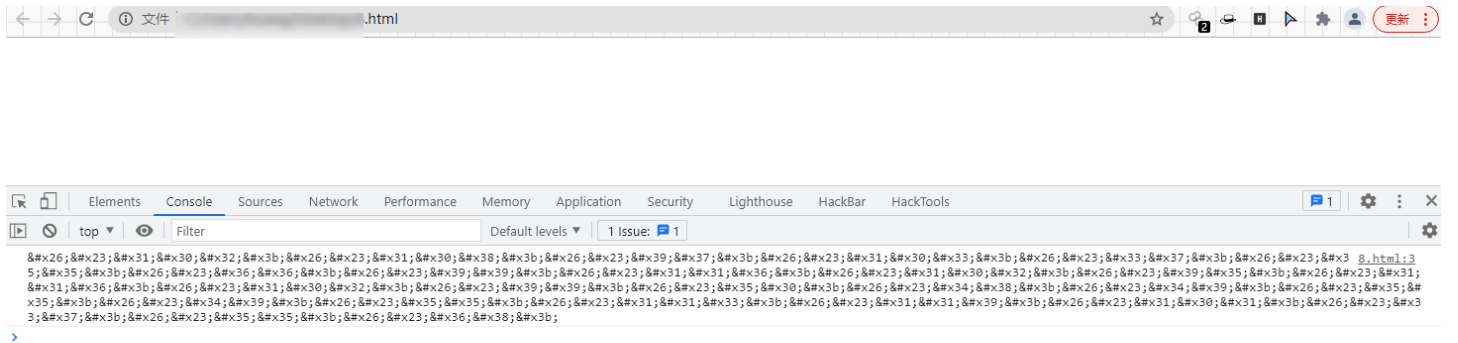 文件 .html
更新
2
Elements Console Sources Network Performance Memory Application Security Lighthouse HackBar HackTools 1
top Filter Default levels 1 Issue: 1
&#x26;&#x23;&#x31;&#x30;&#x32;&#x3b;&#x26;&#x23;&#x31;&#x30;&#x38;&#x3b;&#x26;&#x23;&#x39;&#x37;&#x3b;&#x26;&#x23;&#x31;&#x30;&#x33;&#x3b;&#x26;&#x23;&#x33;&#x37;&#x3b;&#x26;&#x23;&#x3 8.html:3
5;&#x35;&#x3b;&#x26;&#x23;&#x36;&#x36;&#x3b;&#x26;&#x23;&#x39;&#x39;&#x3b;&#x26;&#x23;&#x31;&#x31;&#x36;&#x3b;&#x26;&#x23;&#x31;&#x30;&#x32;&#x3b;&#x26;&#x23;&#x39;&#x35;&#x3b;&#x26;&#x23;&#x31;
&#x31;&#x36;&#x3b;&#x26;&#x23;&#x31;&#x30;&#x32;&#x3b;&#x26;&#x23;&#x39;&#x39;&#x3b;&#x26;&#x23;&#x35;&#x30;&#x3b;&#x26;&#x23;&#x34;&#x38;&#x3b;&#x26;&#x23;&#x34;&#x39;&#x3b;&#x26;&#x23;&#x35;&#
x35;&#x3b;&#x26;&#x23;&#x34;&#x39;&#x3b;&#x26;&#x23;&#x35;&#x35;&#x3b;&#x26;&#x23;&#x31;&#x31;&#x33;&#x3b;&#x26;&#x23;&#x31;&#x31;&#x39;&#x3b;&#x26;&#x23;&#x31;&#x30;&#x31;&#x3b;&#x26;&#x23;&#x3
3;&#x37;&#x3b;&#x26;&#x23;&#x35;&#x35;&#x3b;&#x26;&#x23;&#x36;&#x38;&#x3b;